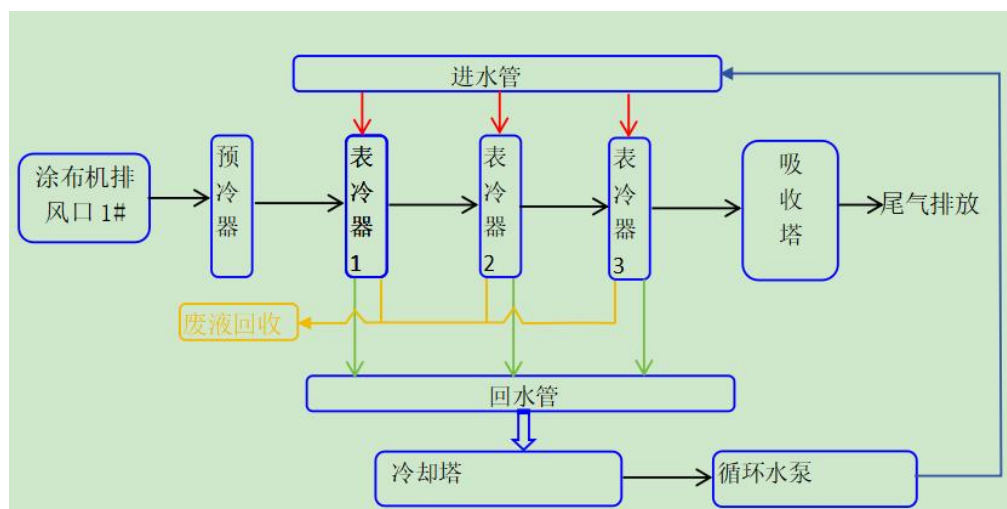 进水管
涂布机排
风口 1#
预
冷
器
表
冷
器
1
表
冷
器
2
表
冷
器
3
吸
收
塔
尾气排放
废液回收
回水管
冷却塔
循环水泵